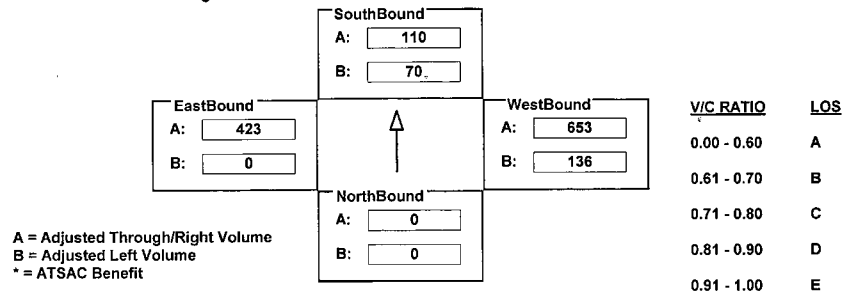 SouthBound
A: 110
B: 70
EastBound
A: 423
B: 0
WestBound
A: 653
B: 136
NorthBound
A: 0
B: 0
A = Adjusted Through/Right Volume
B = Adjusted Left Volume
* = ATSAC Benefit
V/C RATIO LOS
0.00 - 0.60 A
0.61 - 0.70 B
0.71 - 0.80 C
0.81 - 0.90 D
0.91 - 1.00 E